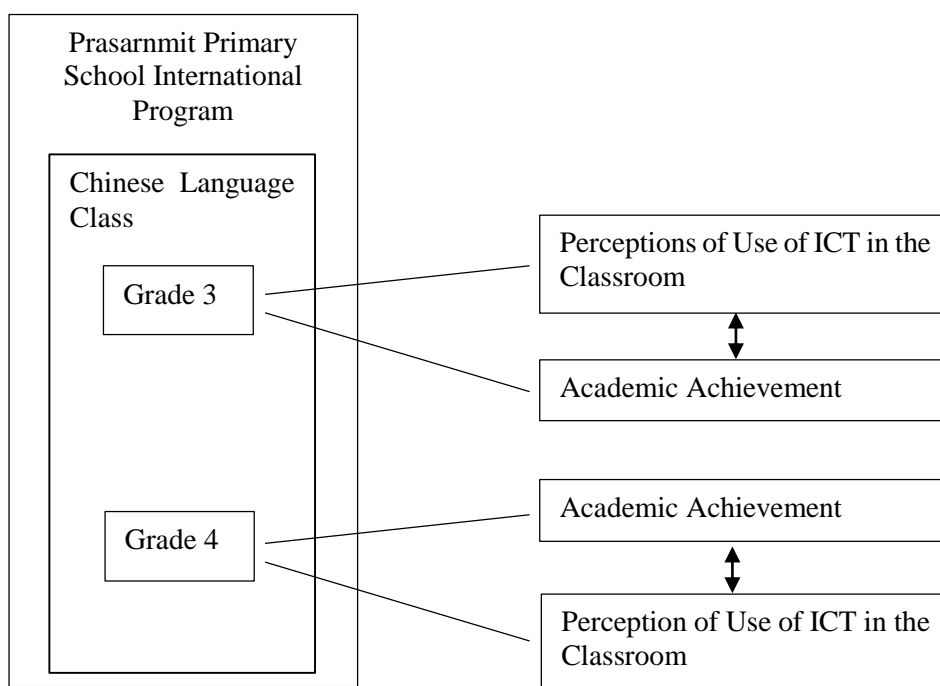 Prasarnmit Primary
School International
Program
Chinese Language
Class
Grade 3
Perceptions of Use of ICT in the
Classroom
Academic Achievement
Grade 4
Academic Achievement
Perception of Use of ICT in the
Classroom